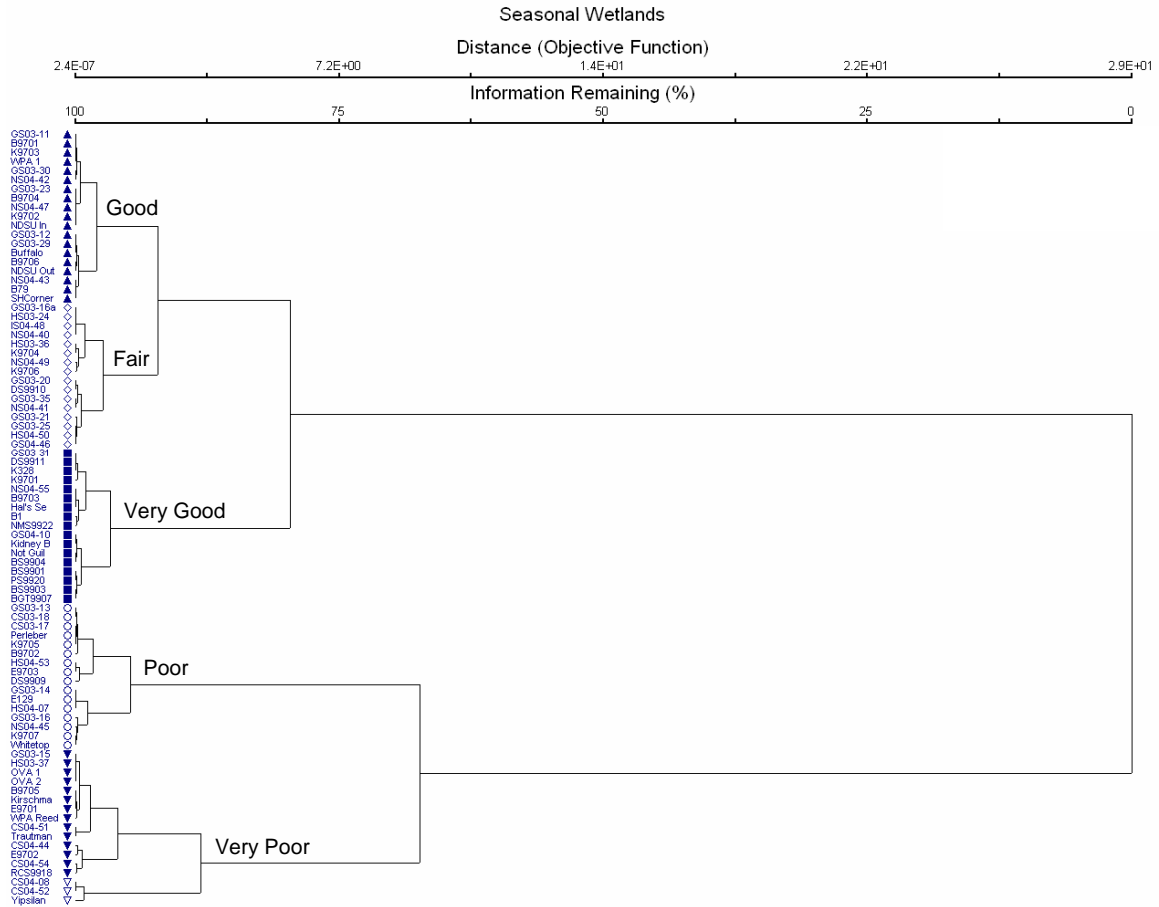 Seasonal Wetlands
Distance (Objective Function)
2.4E-07 7.2E+00 1.4E+01 2.2E+01 2.9E+01
Information Remaining (%)
100 75 50 25 0
GS03-11
B9701
K9703
WPA 1
GS03-30
NS04-42
GS03-23
B9704
NS04-47
K9702
Good
NDSU In
GS03-12
GS03-29
Buffalo
B9706
NDSU Out
NS04-43
B79
SHCorner
GS03-16a
HS03-24
IS04-48
NS04-40
HS03-36
K9704
Fair
NS04-49
K9706
GS03-20
DS9910
GS03-35
NS04-41
GS03-21
GS03-25
HS04-50
GS04-46
GS03 31
DS9911
K328
K9701
NS04-55
B9703
Hal's Se
B1
Very Good
NMS9922
GS04-10
Kidney B
Not Guil
BS9904
BS9901
PS9920
BS9903
BGT9907
GS03-13
CS03-18
CS03-17
Perleber
K9705
B9702
HS04-53
Poor
E9703
DS9909
GS03-14
E129
HS04-07
GS03-16
NS04-45
K9707
Whitetop
GS03-15
HS03-37
OVA 1
OVA 2
B9705
Kirschma
E9701
WPA Reed
CS04-51
Trautman
CS04-44
Very Poor
E9702
CS04-54
RCS9918
CS04-08
CS04-52
Yipsilan